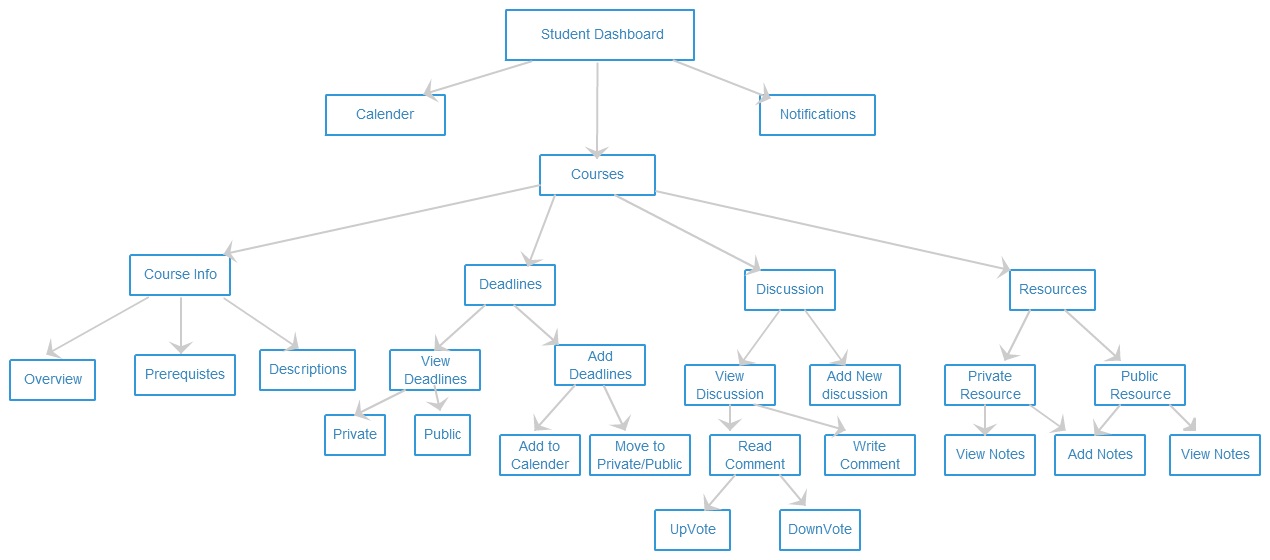 Student Dashboard
Calender
Notifications
Courses
Course Info
Deadlines
Discussion
Resources
Overview
Prerequistes
Descriptions
View
Deadlines
Add
Deadlines
View
Discussion
Add New
discussion
Private
Resource
Public
Resource
Private
Public
Add to
Calender
Move to
Private/Public
Read
Comment
Write
Comment
View Notes
Add Notes
View Notes
UpVote
DownVote